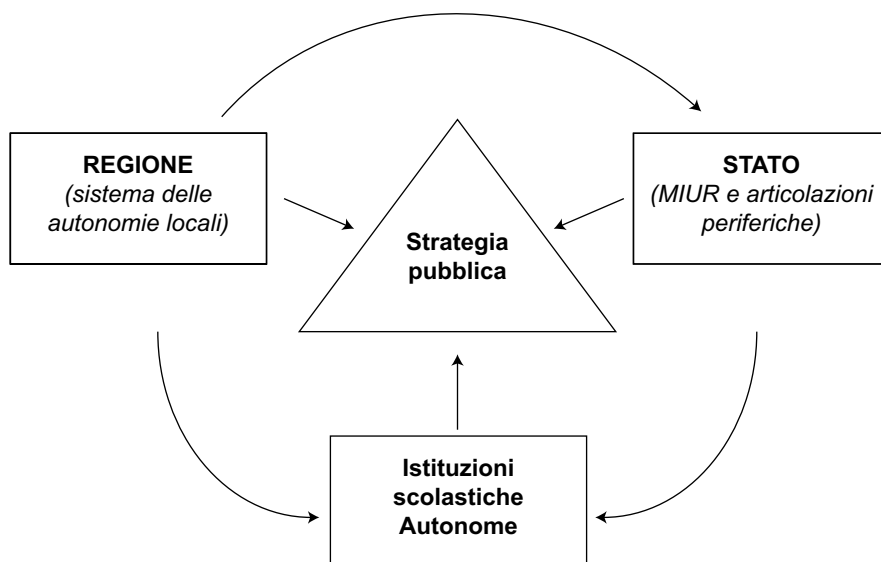 REGIONE
(sistema delle
autonomie locali)
STATO
(MIUR e articolazioni
periferiche)
Strategia
pubblica
Istituzioni
scolastiche
Autonome